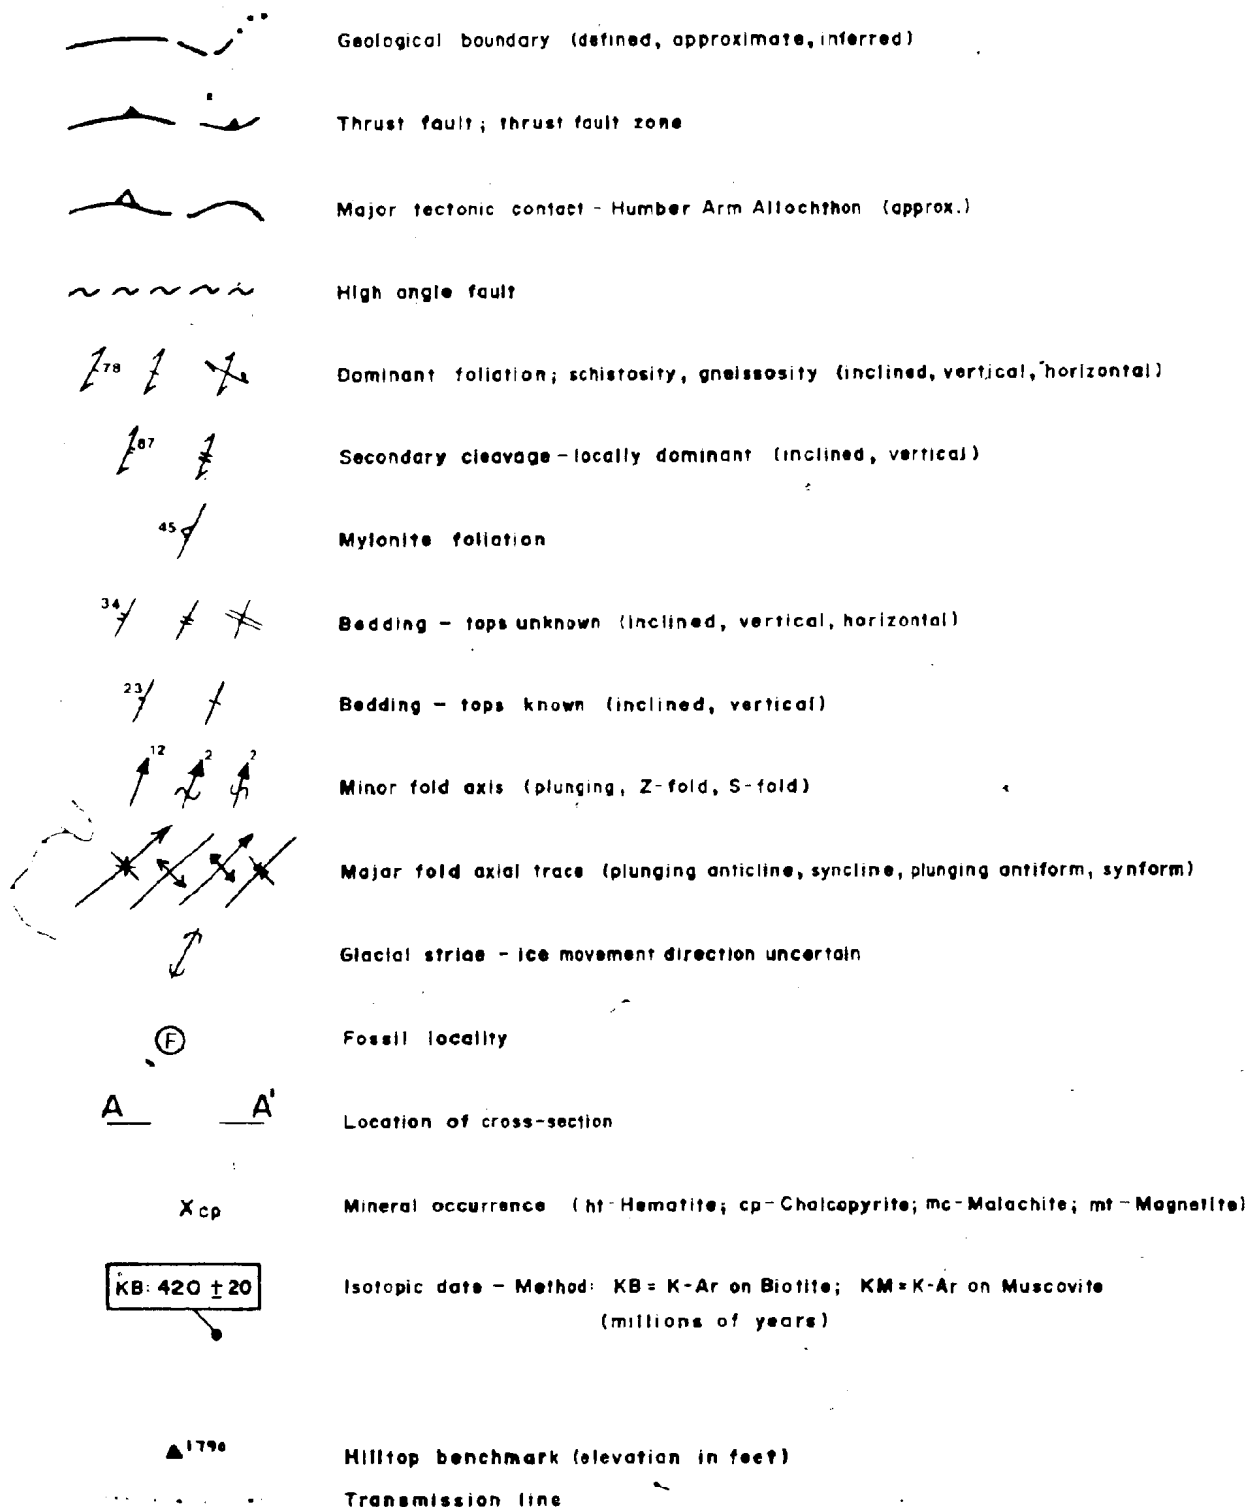 Geological boundary (defined, approximate, inferred)
Thrust fault; thrust fault zone
Major tectonic contact - Humber Arm Allochthon (approx.)
High angle fault
78
Dominant foliation; schistosity, gneissosity (inclined, vertical, horizontal)
87
Secondary cleavage - locally dominant (inclined, vertical)
45
Mylonite foliation
34
Bedding - tops unknown (inclined, vertical, horizontal)
23
Bedding - tops known (inclined, vertical)
12 2 2
Minor fold axis (plunging, Z-fold, S-fold)
Major fold axial trace (plunging anticline, syncline, plunging antiform, synform)
Glacial striae - ice movement direction uncertain
F
Fossil locality
A A'
Location of cross-section
X cp
Mineral occurrence (ht-Hematite; cp-Chalcopyrite; mc-Malachite; mt-Magnetite)
KB: 420 ± 20
Isotopic date - Method: KB = K-Ar on Biotite; KM = K-Ar on Muscovite
(millions of years)
1790
Hilltop benchmark (elevation in feet)
Transmission line